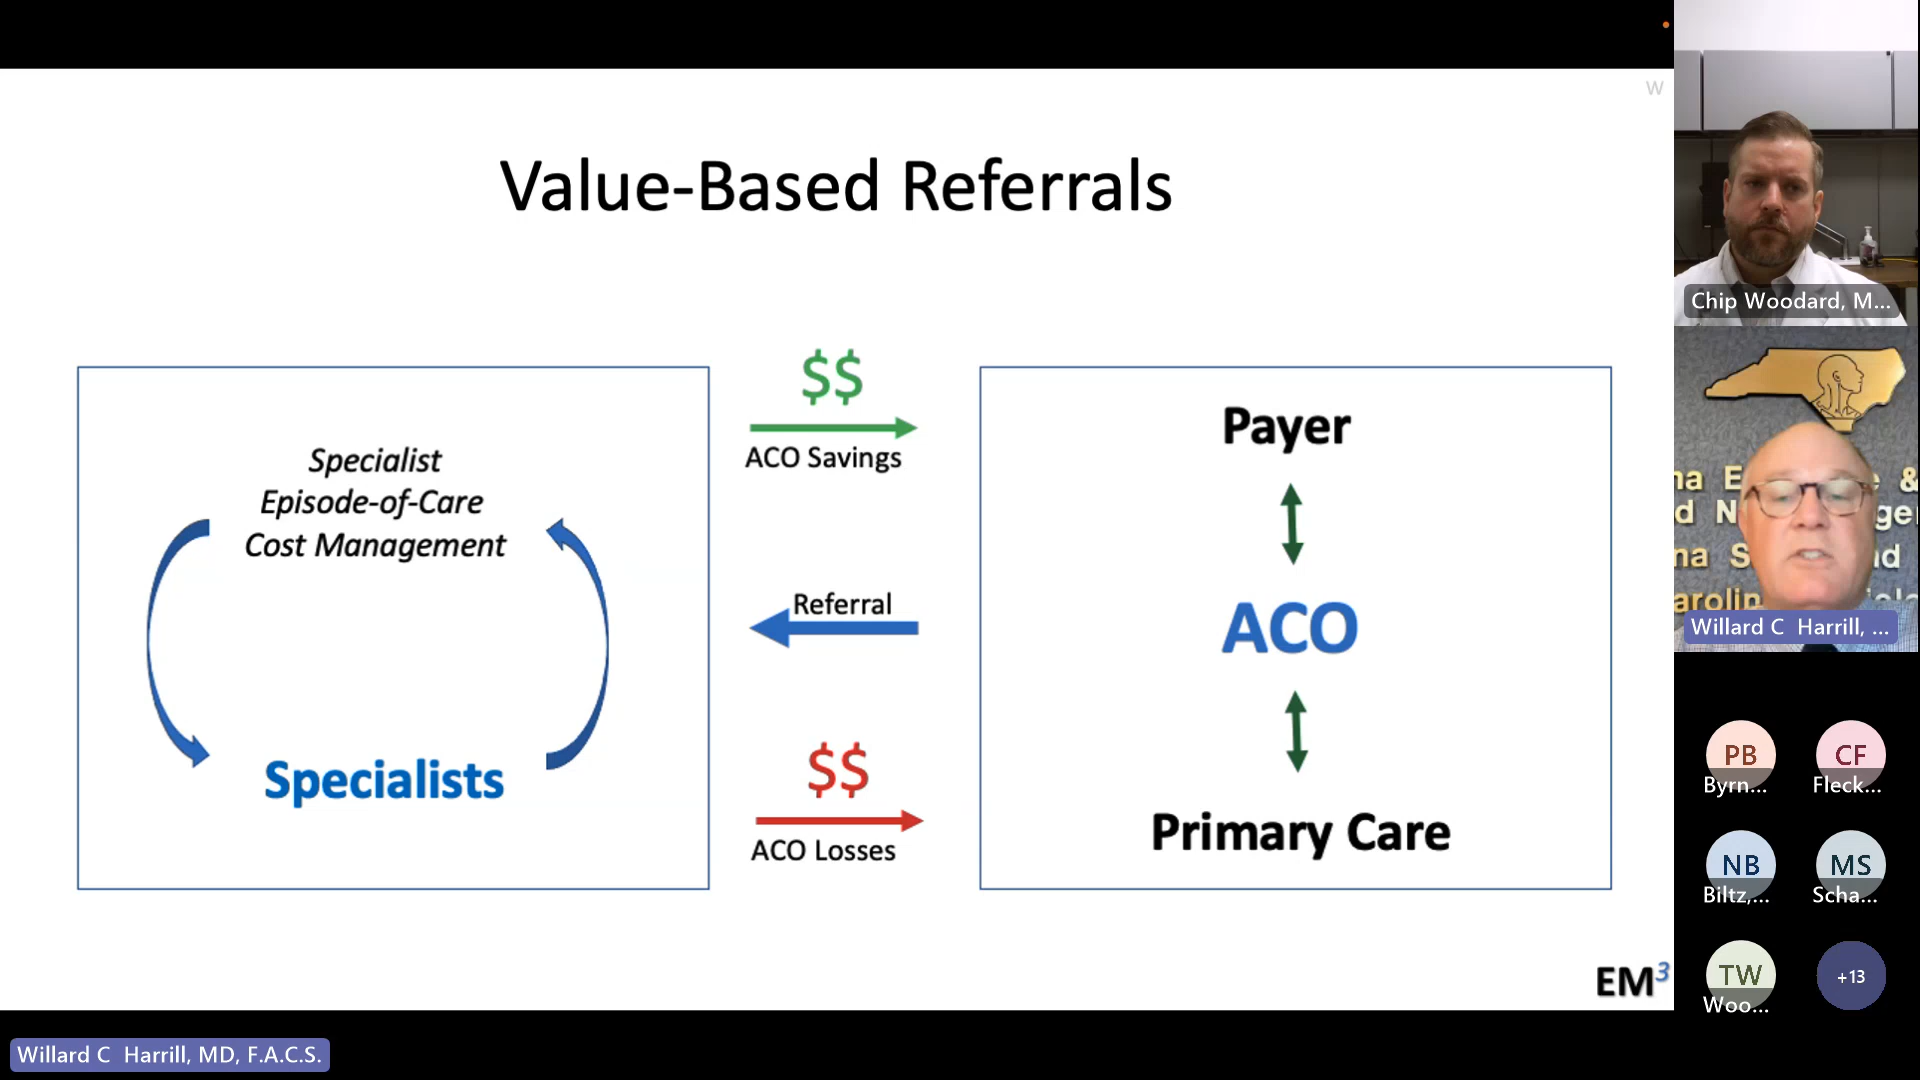 W
Value-Based Referrals
Specialist
Episode-of-Care
Cost Management
Specialists
$$
ACO Savings
Referral
$$
ACO Losses
Payer
ACO
Primary Care
EM³
Chip Woodard, M...
Willard C Harrill, ...
PB
Byrn...
CF
Fleck...
NB
Biltz,...
MS
Scha...
TW
Woo...
+13
Willard C Harrill, MD, F.A.C.S.